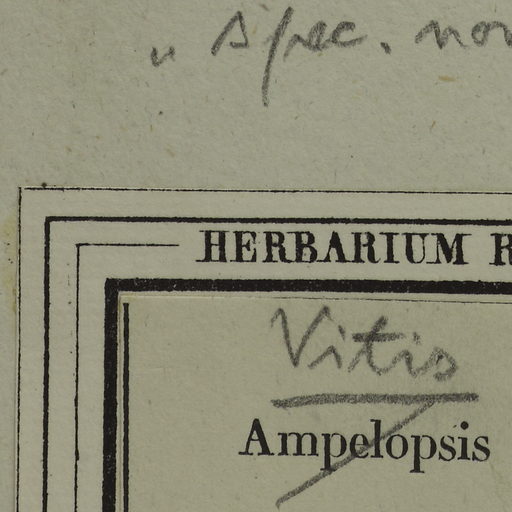 „ spec. nov
HERBARIUM R
Vitis
Ampelopsis